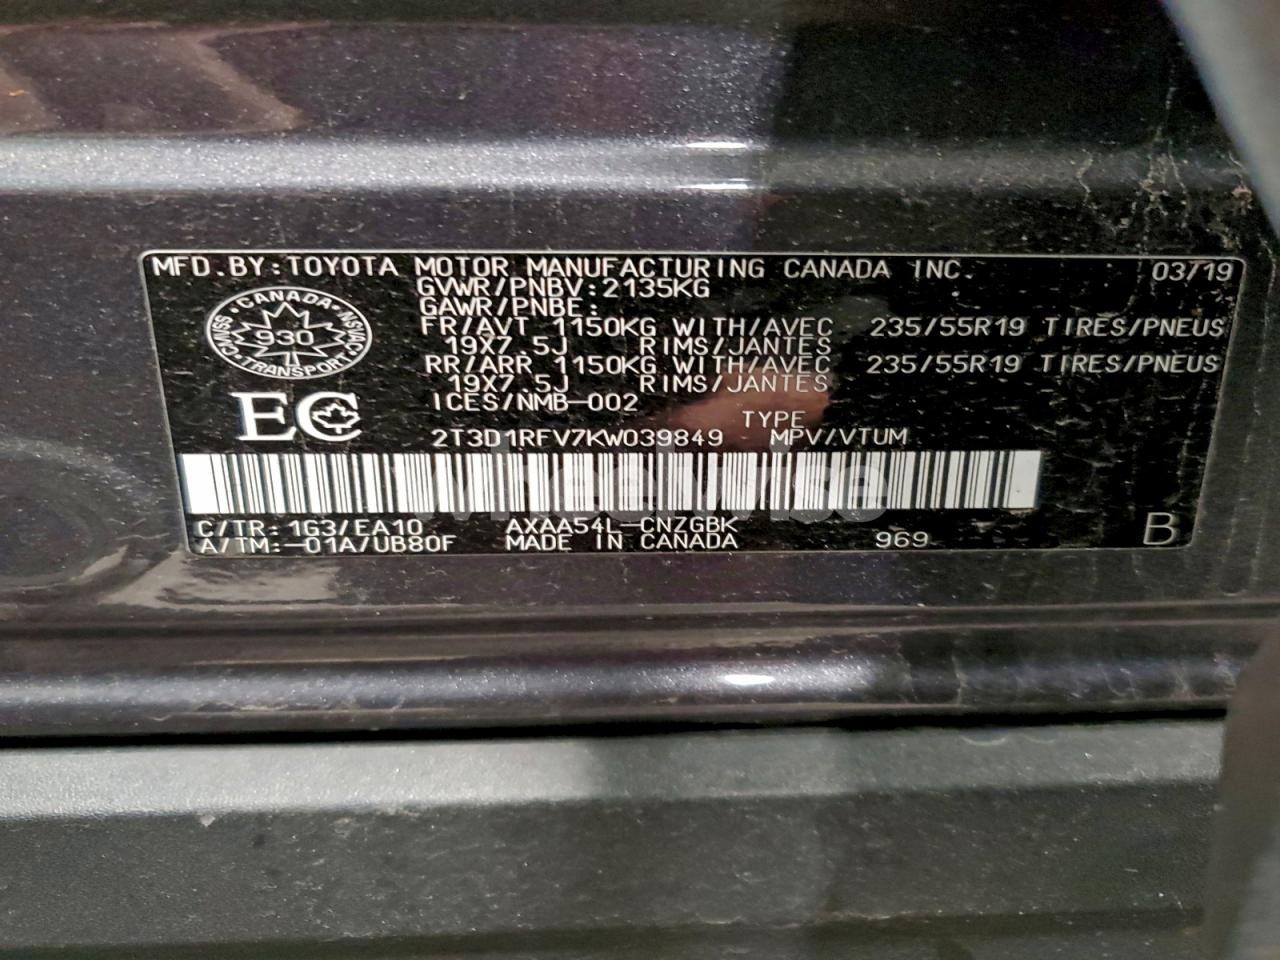 MFD.BY:TOYOTA MOTOR MANUFACTURING CANADA INC. 03/19
GVWR/PNBV:2135KG
GAWR/PNBE:
FR/AVT 1150KG WITH/AVEC 235/55R19 TIRES/PNEUS
19X7.5J RIMS/JANTES
RR/ARR 1150KG WITH/AVEC 235/55R19 TIRES/PNEUS
19X7.5J RIMS/JANTES
ICES/NMB-002
CANADA
930
TRANSPORT
EC
TYPE
2T3D1RFV7KW039849 MPV/VTUM
wheelwise
C/TR: 1G3/EA10 AXAA54L-CNZGBK
A/TM:-01A/UB80F MADE IN CANADA 969 B